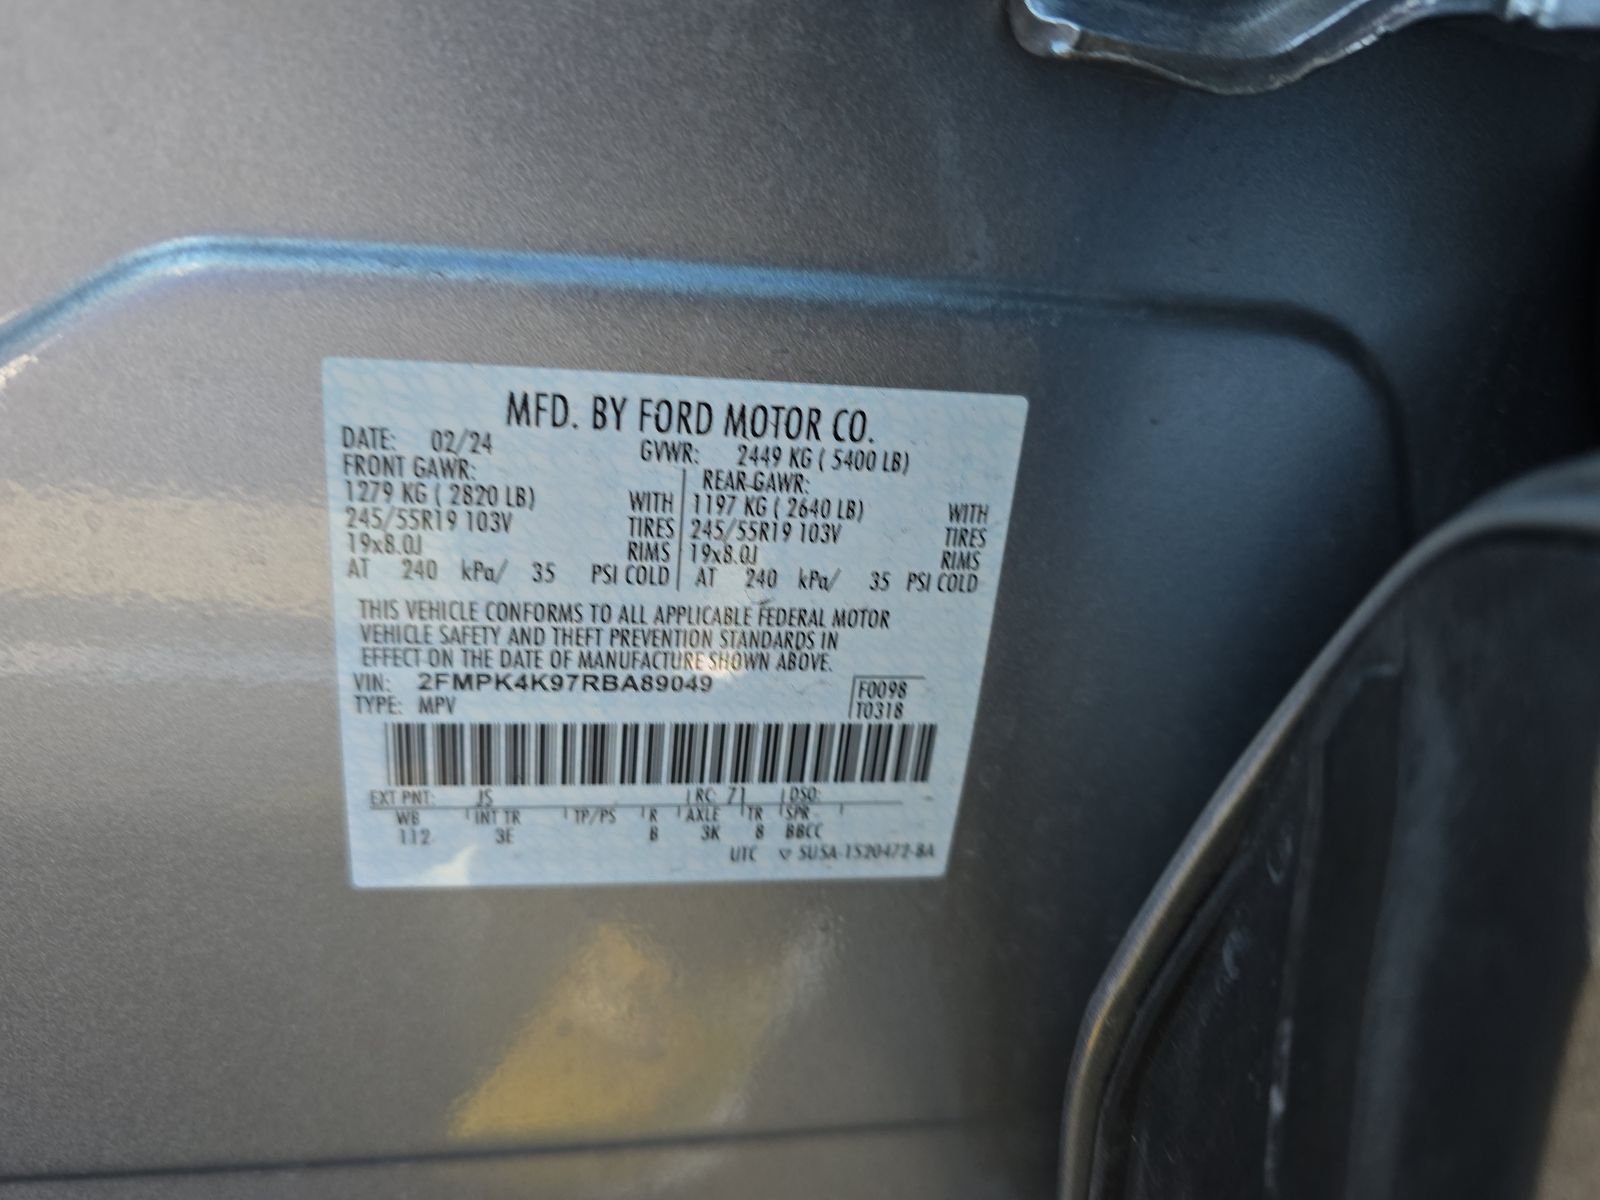 MFD. BY FORD MOTOR CO.
DATE: 02/24 GVWR: 2449 KG ( 5400 LB)
FRONT GAWR: REAR GAWR:
1279 KG ( 2820 LB) WITH 1197 KG ( 2640 LB) WITH
245/55R19 103V TIRES 245/55R19 103V TIRES
19x8.0J RIMS 19x8.0J RIMS
AT 240 kPa/ 35 PSI COLD AT 240 kPa/ 35 PSI COLD
THIS VEHICLE CONFORMS TO ALL APPLICABLE FEDERAL MOTOR
VEHICLE SAFETY AND THEFT PREVENTION STANDARDS IN
EFFECT ON THE DATE OF MANUFACTURE SHOWN ABOVE.
VIN: 2FMPK4K97RBA89049 F0098
TYPE: MPV T0318
EXT PNT: JS RC: 71 DSO:
WB INT TR TP/PS R AXLE TR SPR
112 3E B 3K 8 BBCC
UTC ▽ 5U5A-1520472-BA